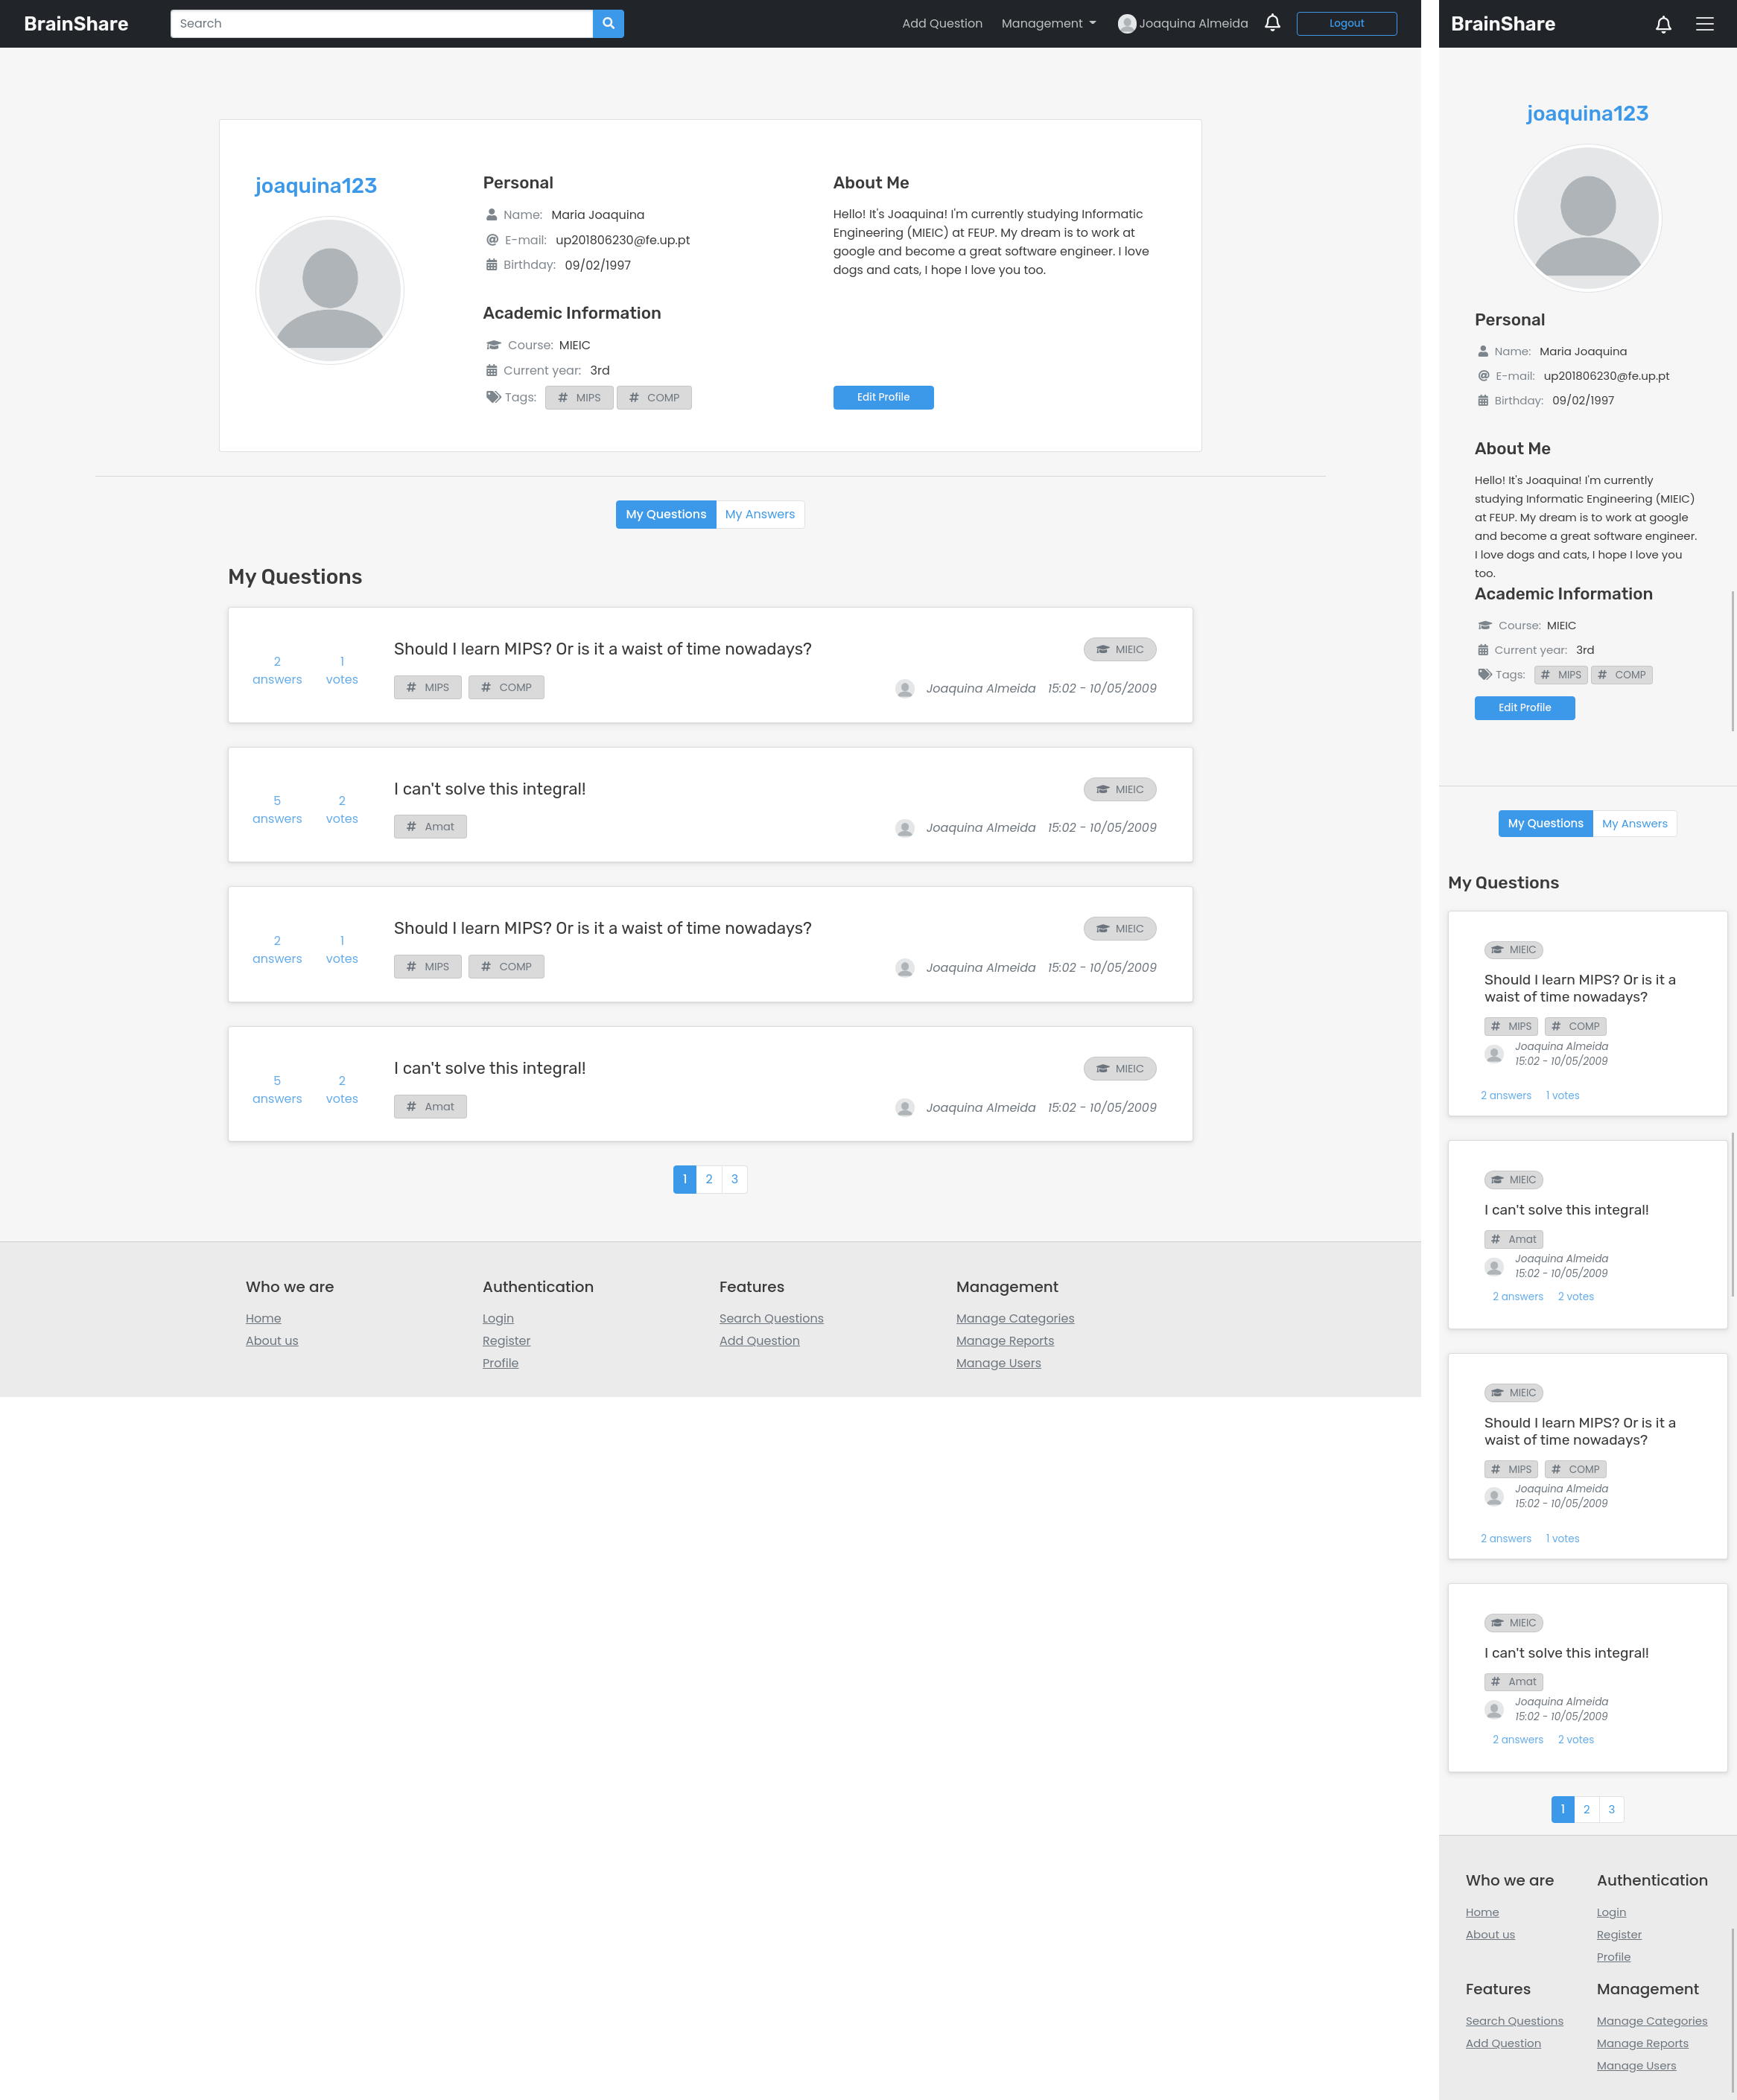 BrainShare
Search
Add Question
Management
Joaquina Almeida
Logout
joaquina123
Personal
Name: Maria Joaquina
E-mail: up201806230@fe.up.pt
Birthday: 09/02/1997
Academic Information
Course: MIEIC
Current year: 3rd
Tags: # MIPS # COMP
About Me
Hello! It's Joaquina! I'm currently studying Informatic
Engineering (MIEIC) at FEUP. My dream is to work at
google and become a great software engineer. I love
dogs and cats, I hope I love you too.
Edit Profile
My Questions
My Answers
My Questions
2 answers
1 votes
Should I learn MIPS? Or is it a waist of time nowadays?
MIEIC
# MIPS # COMP
Joaquina Almeida 15:02 - 10/05/2009
5 answers
2 votes
I can't solve this integral!
MIEIC
# Amat
Joaquina Almeida 15:02 - 10/05/2009
2 answers
1 votes
Should I learn MIPS? Or is it a waist of time nowadays?
MIEIC
# MIPS # COMP
Joaquina Almeida 15:02 - 10/05/2009
5 answers
2 votes
I can't solve this integral!
MIEIC
# Amat
Joaquina Almeida 15:02 - 10/05/2009
1 2 3
Who we are
Home
About us
Authentication
Login
Register
Profile
Features
Search Questions
Add Question
Management
Manage Categories
Manage Reports
Manage Users
BrainShare
joaquina123
Personal
Name: Maria Joaquina
E-mail: up201806230@fe.up.pt
Birthday: 09/02/1997
About Me
Hello! It's Joaquina! I'm currently
studying Informatic Engineering (MIEIC)
at FEUP. My dream is to work at google
and become a great software engineer.
I love dogs and cats, I hope I love you
too.
Academic Information
Course: MIEIC
Current year: 3rd
Tags: # MIPS # COMP
Edit Profile
My Questions
My Answers
My Questions
MIEIC
Should I learn MIPS? Or is it a
waist of time nowadays?
# MIPS # COMP
Joaquina Almeida
15:02 - 10/05/2009
2 answers 1 votes
MIEIC
I can't solve this integral!
# Amat
Joaquina Almeida
15:02 - 10/05/2009
2 answers 2 votes
MIEIC
Should I learn MIPS? Or is it a
waist of time nowadays?
# MIPS # COMP
Joaquina Almeida
15:02 - 10/05/2009
2 answers 1 votes
MIEIC
I can't solve this integral!
# Amat
Joaquina Almeida
15:02 - 10/05/2009
2 answers 2 votes
1 2 3
Who we are
Home
About us
Authentication
Login
Register
Profile
Features
Search Questions
Add Question
Management
Manage Categories
Manage Reports
Manage Users